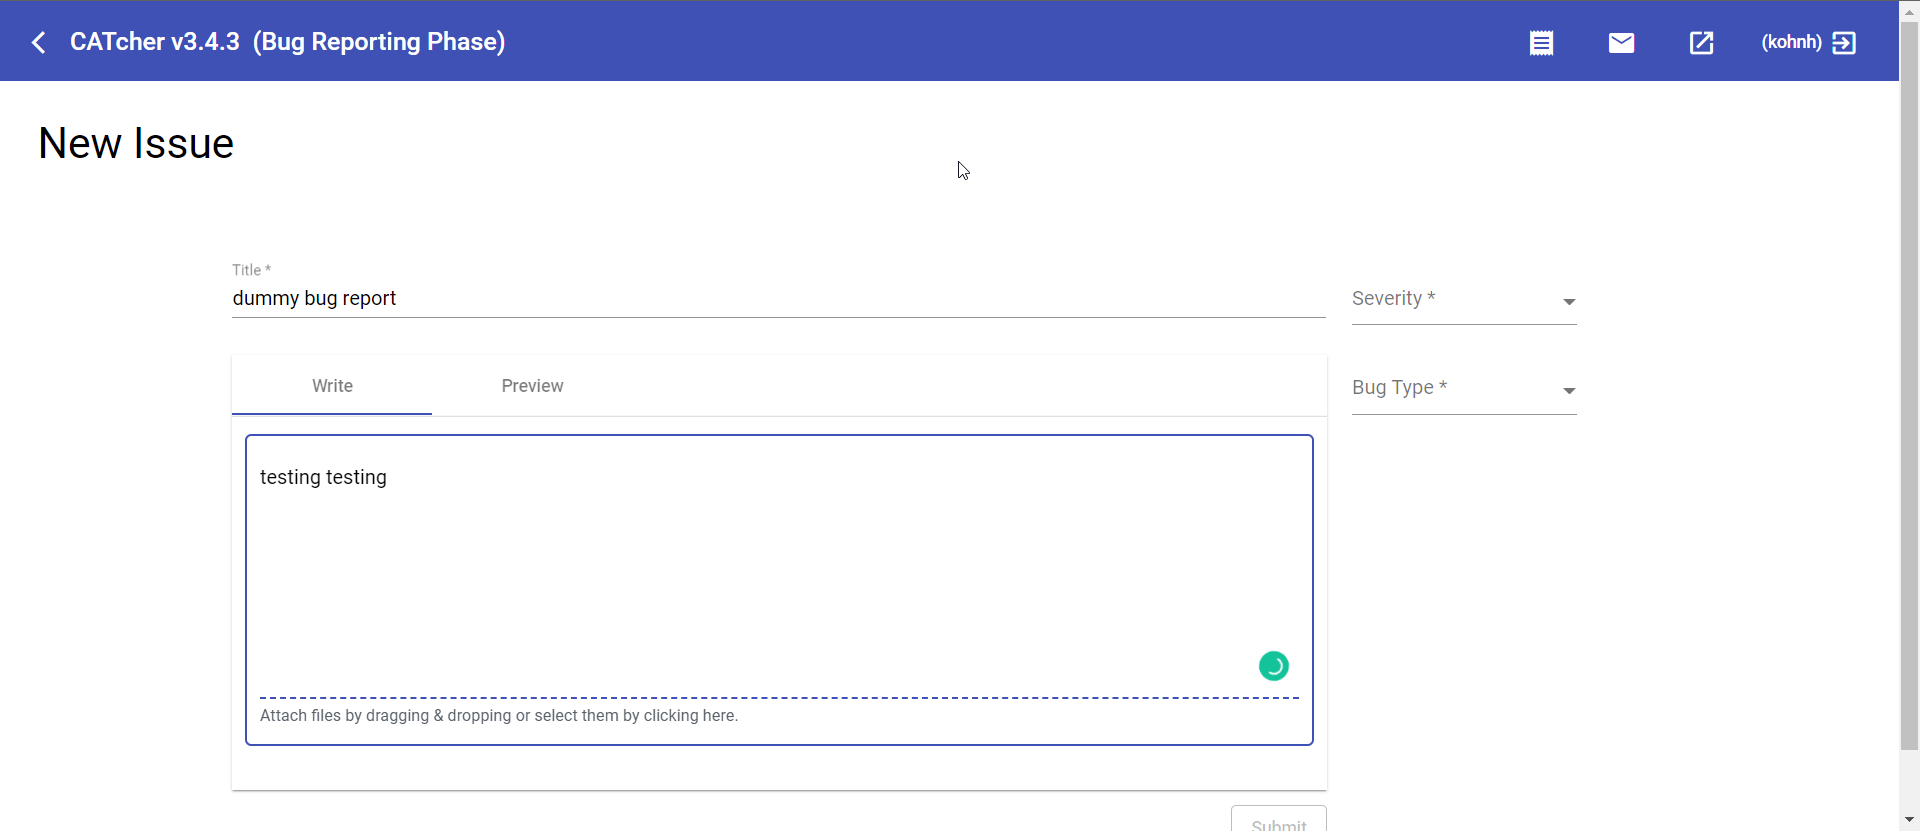 CATcher v3.4.3 (Bug Reporting Phase)
(kohnh)
New Issue
Title *
dummy bug report
Severity *
Write
Preview
Bug Type *
testing testing
Attach files by dragging & dropping or select them by clicking here.
Submit